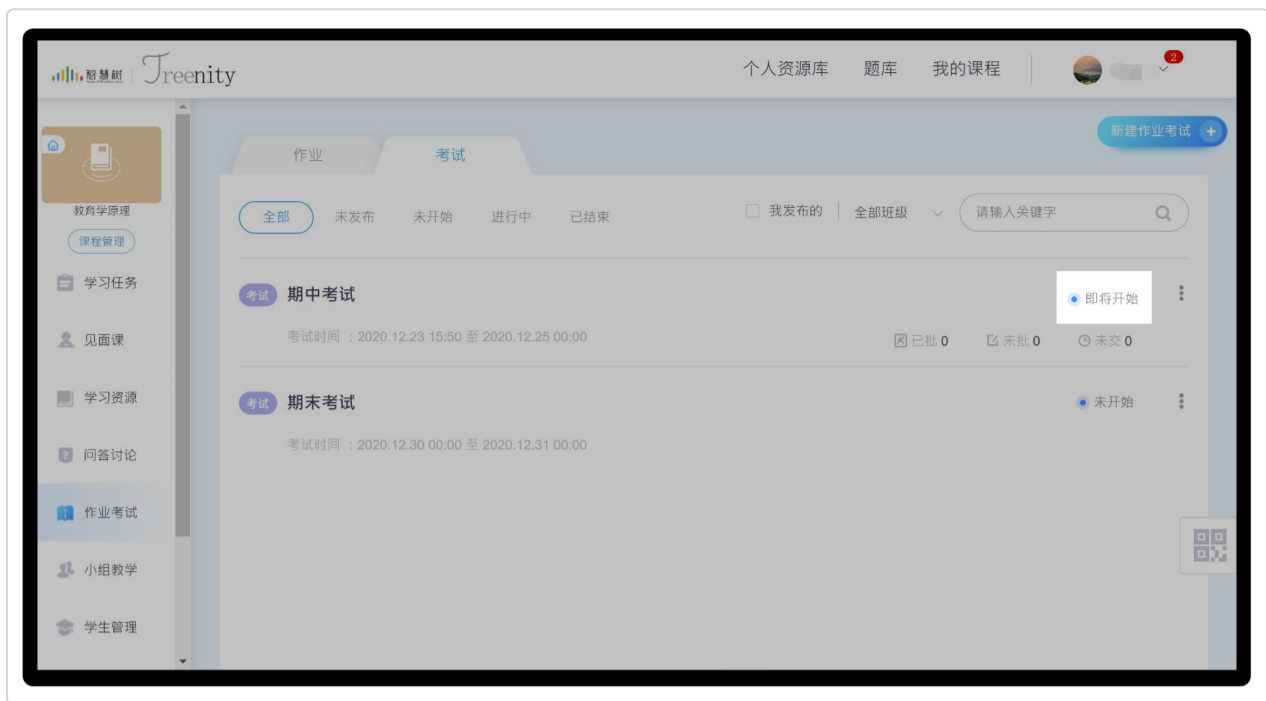 智慧树 Treenity
个人资源库 题库 我的课程 2
新建作业考试 +
作业 考试
教育学原理
课程管理
全部 未发布 未开始 进行中 已结束 我发布的 全部班级 请输入关键字
学习任务
考试 期中考试 即将开始
见面课
考试时间 : 2020.12.23 15:50 至 2020.12.25 00:00 已批 0 未批 0 未交 0
学习资源
考试 期末考试 未开始
问答讨论
考试时间 : 2020.12.30 00:00 至 2020.12.31 00:00
作业考试
小组教学
学生管理